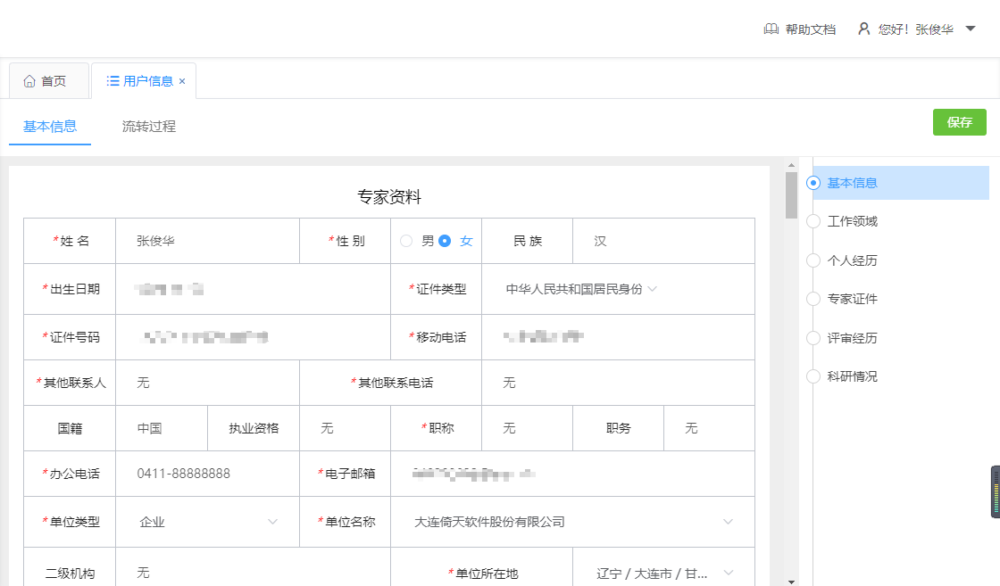 帮助文档 您好！张俊华
首页 用户信息 ×
基本信息 流转过程 保存
专家资料
*姓 名 张俊华 *性 别 男 女 民 族 汉
*出生日期 *证件类型 中华人民共和国居民身份
*证件号码 *移动电话
*其他联系人 无 *其他联系电话 无
国籍 中国 执业资格 无 *职称 无 职务 无
*办公电话 0411-88888888 *电子邮箱
*单位类型 企业 *单位名称 大连倚天软件股份有限公司
二级机构 无 *单位所在地 辽宁 / 大连市 / 甘...
基本信息
工作领域
个人经历
专家证件
评审经历
科研情况